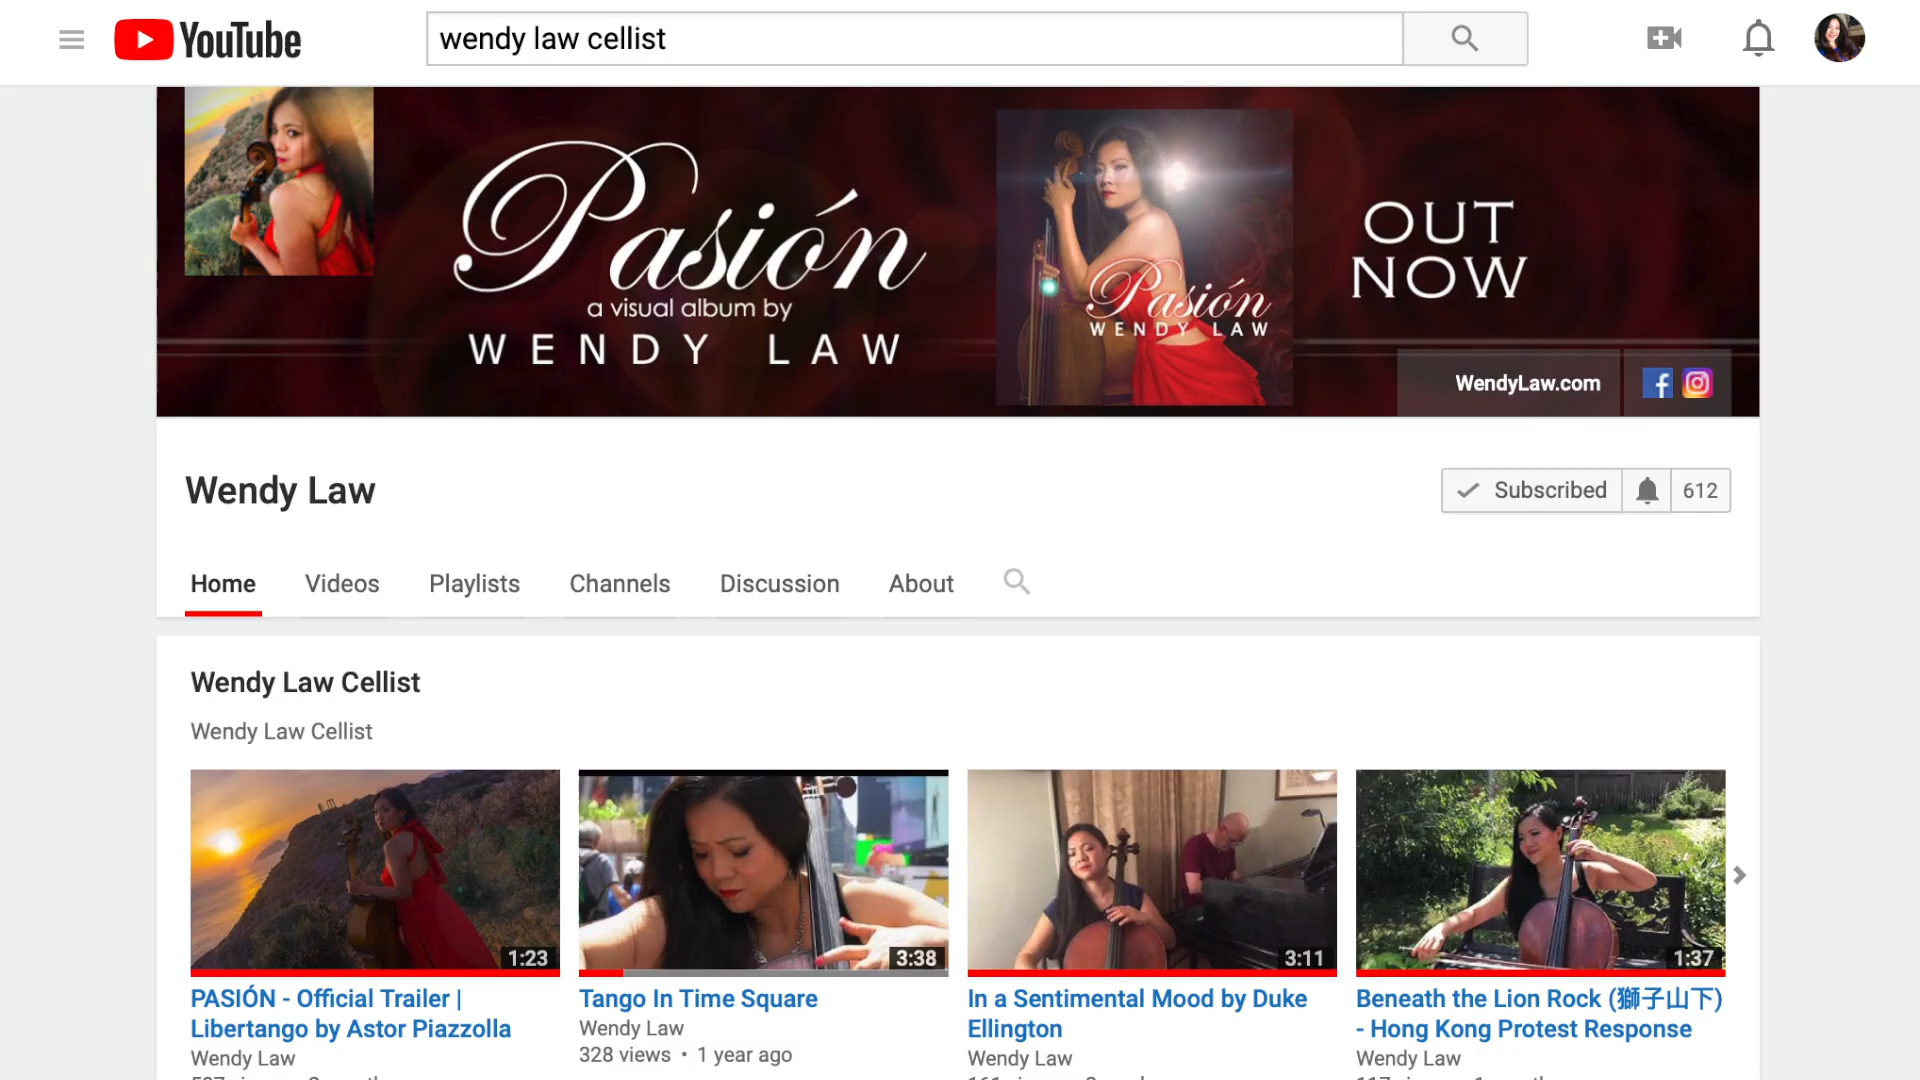 YouTube
wendy law cellist
Pasión
a visual album by
WENDY LAW
Pasión
WENDY LAW
OUT
NOW
WendyLaw.com
Wendy Law
Subscribed
612
Home Videos Playlists Channels Discussion About
Wendy Law Cellist
Wendy Law Cellist
1:23
3:38
3:11
1:37
PASIÓN - Official Trailer |
Libertango by Astor Piazzolla
Wendy Law
Tango In Time Square
Wendy Law
328 views • 1 year ago
In a Sentimental Mood by Duke
Ellington
Wendy Law
Beneath the Lion Rock (獅子山下)
- Hong Kong Protest Response
Wendy Law